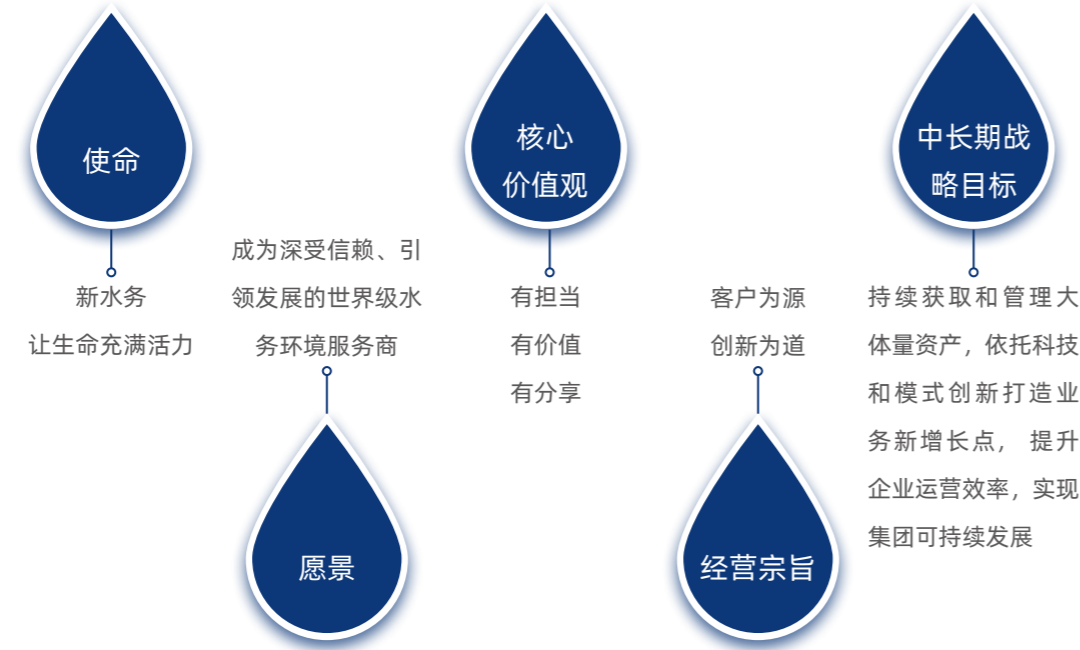 使命
新水务
让生命充满活力
成为深受信赖、引
领发展的世界级水
务环境服务商
愿景
核心
价值观
有担当
有价值
有分享
客户为源
创新为道
经营宗旨
中长期战
略目标
持续获取和管理大
体量资产，依托科技
和模式创新打造业
务新增长点， 提升
企业运营效率，实现
集团可持续发展